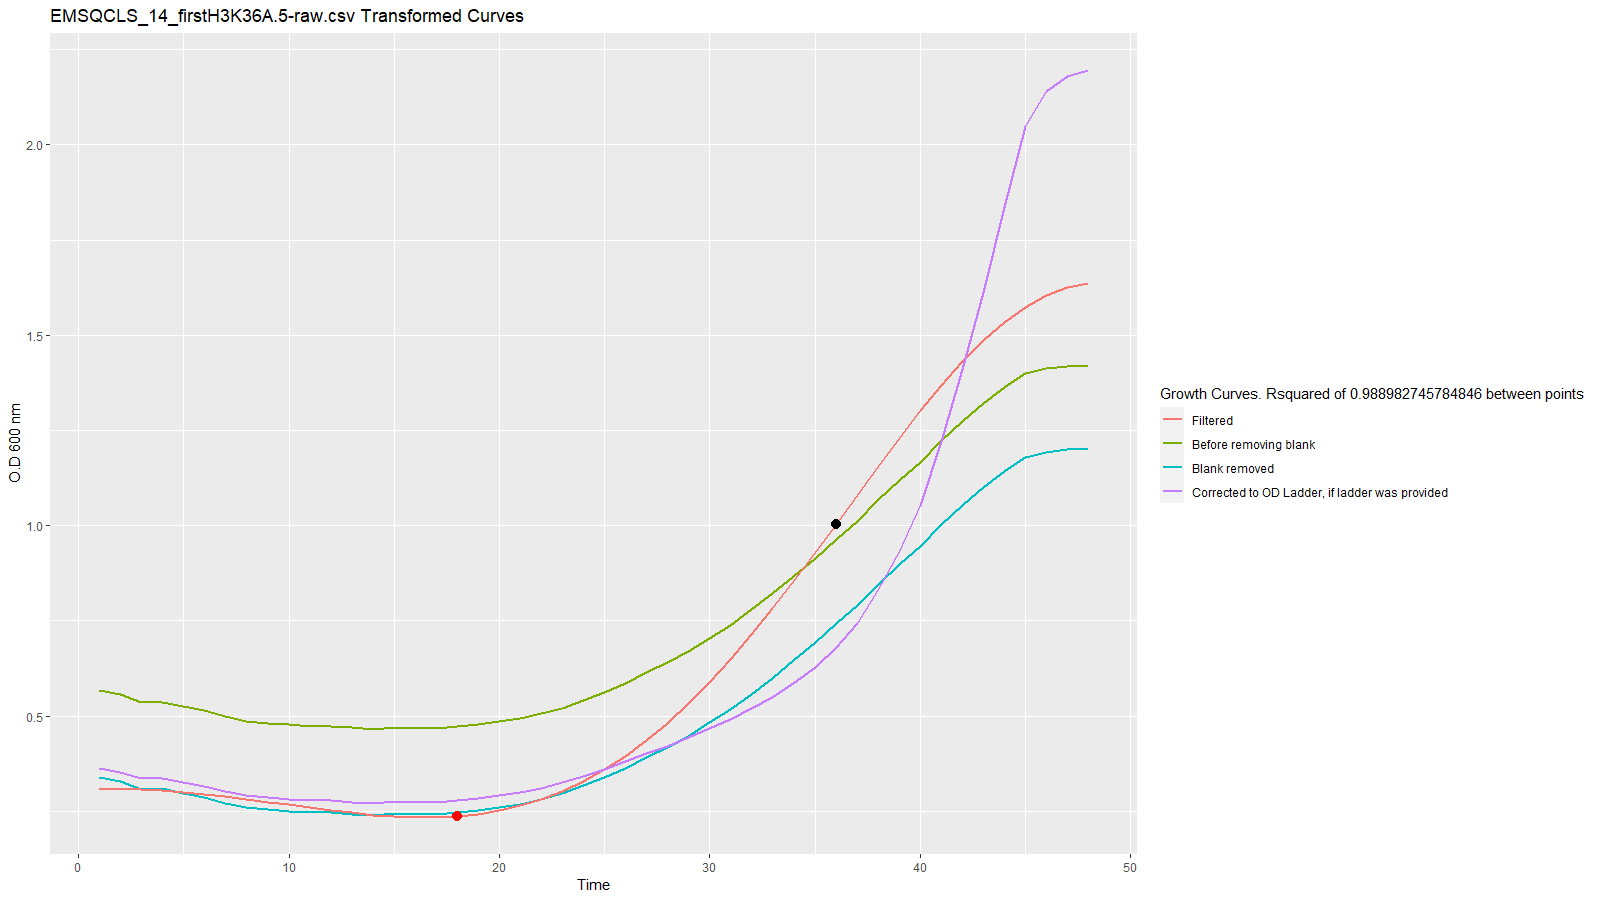 EMSQCLS_14_firstH3K36A.5-raw.csv Transformed Curves
2.0
1.5
1.0
0.5
O.D 600 nm
0
10
20
30
40
50
Time
Growth Curves. Rsquared of 0.988982745784846 between points
Filtered
Before removing blank
Blank removed
Corrected to OD Ladder, if ladder was provided